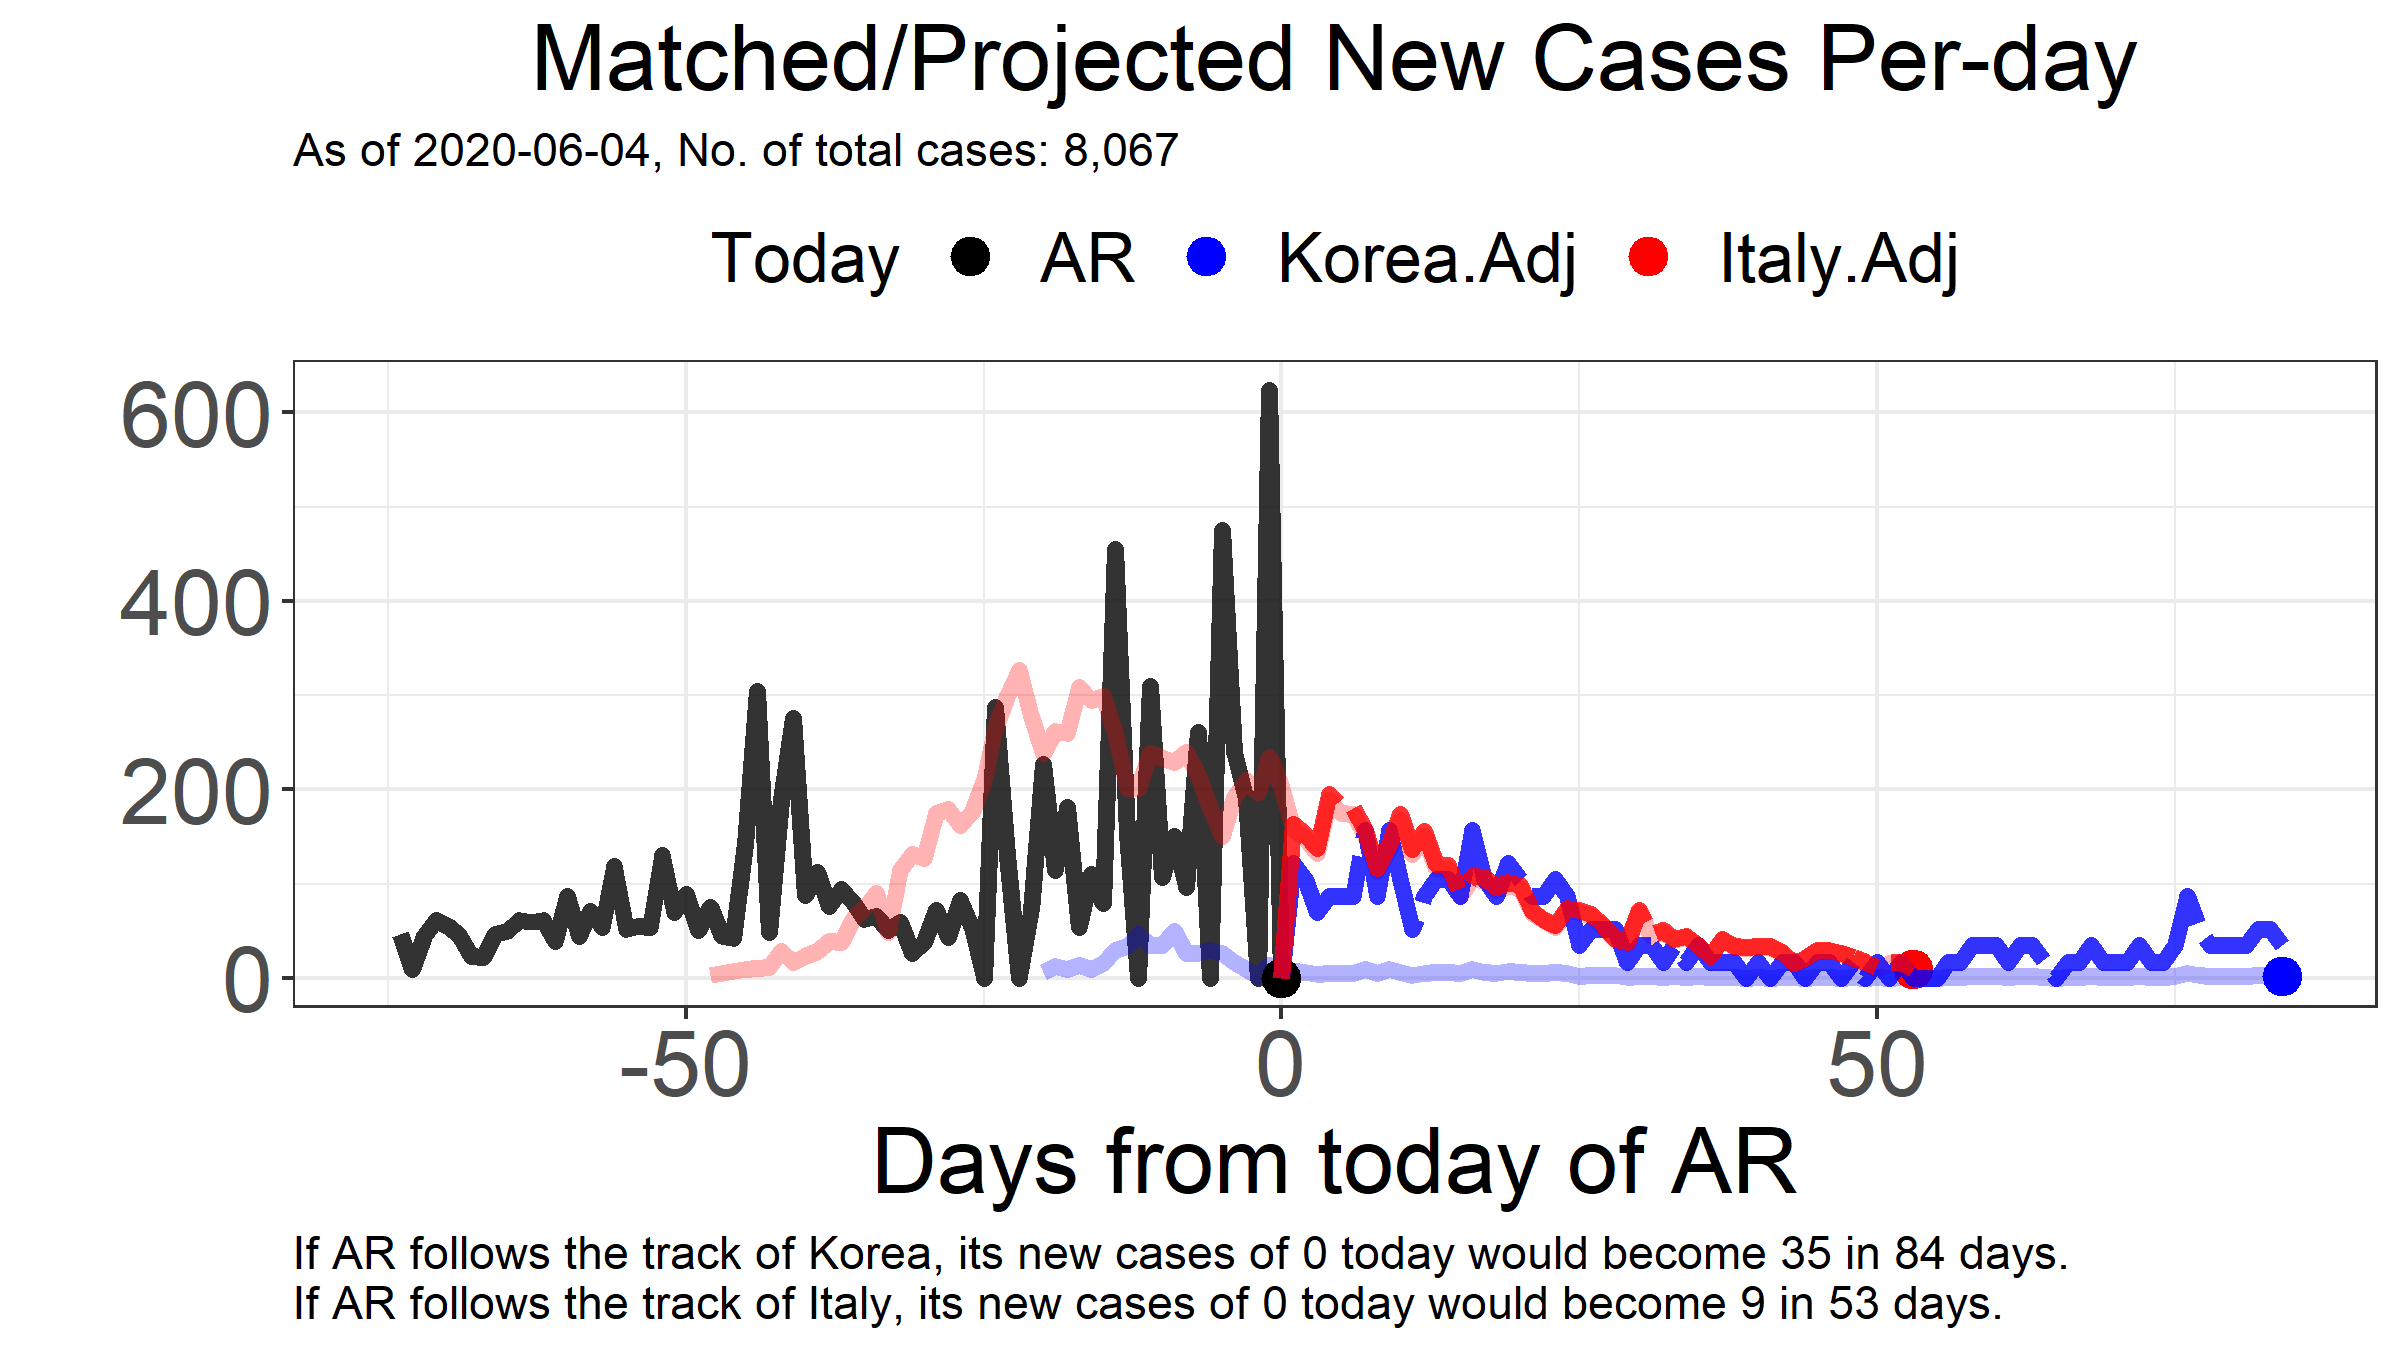 Matched/Projected New Cases Per-day
As of 2020-06-04, No. of total cases: 8,067
Today AR Korea.Adj Italy.Adj
600
400
200
0
-50 0 50
Days from today of AR
If AR follows the track of Korea, its new cases of 0 today would become 35 in 84 days.
If AR follows the track of Italy, its new cases of 0 today would become 9 in 53 days.